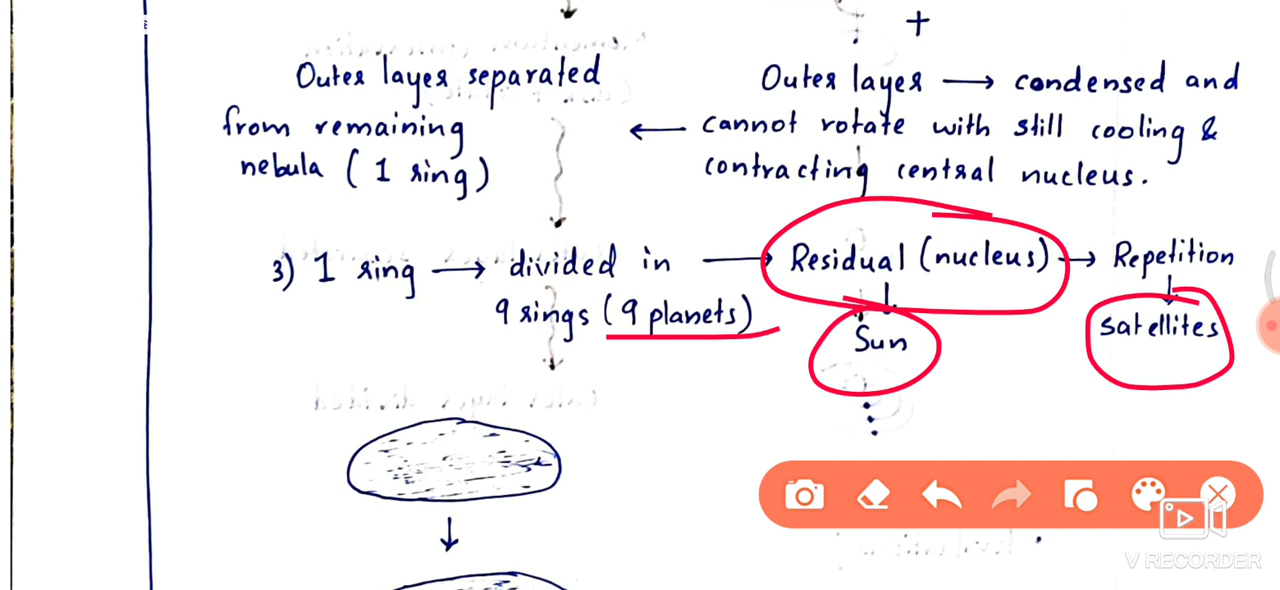 +
Outer layer separated
from remaining
nebula ( 1 ring )
Outer layer → condensed and
← cannot rotate with still cooling &
contracting central nucleus.
3) 1 ring → divided in → Residual (nucleus) → Repetition
9 rings ( 9 planets )
↓
Sun
↓
satellites
V RECORDER